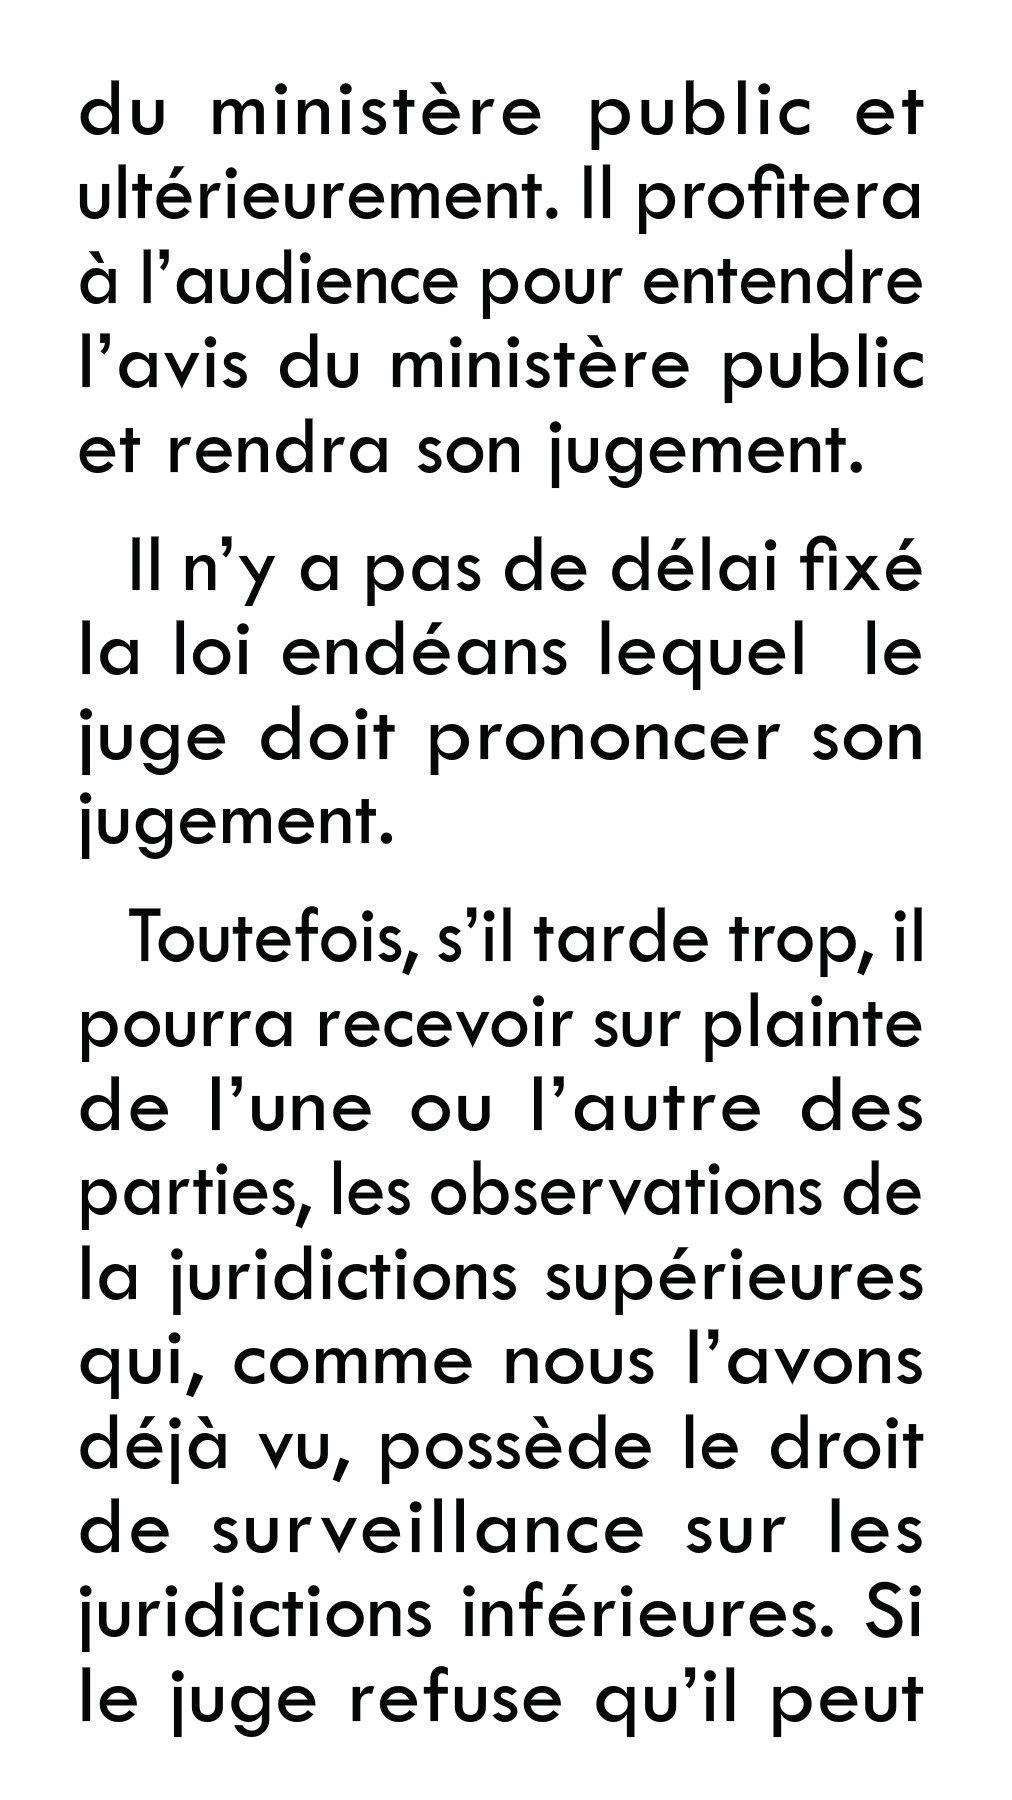 du ministère public et
ultérieurement. Il profitera
à l’audience pour entendre
l’avis du ministère public
et rendra son jugement.
Il n’y a pas de délai fixé
la loi endéans lequel le
juge doit prononcer son
jugement.
Toutefois, s’il tarde trop, il
pourra recevoir sur plainte
de l’une ou l’autre des
parties, les observations de
la juridictions supérieures
qui, comme nous l’avons
déjà vu, possède le droit
de surveillance sur les
juridictions inférieures. Si
le juge refuse qu’il peut